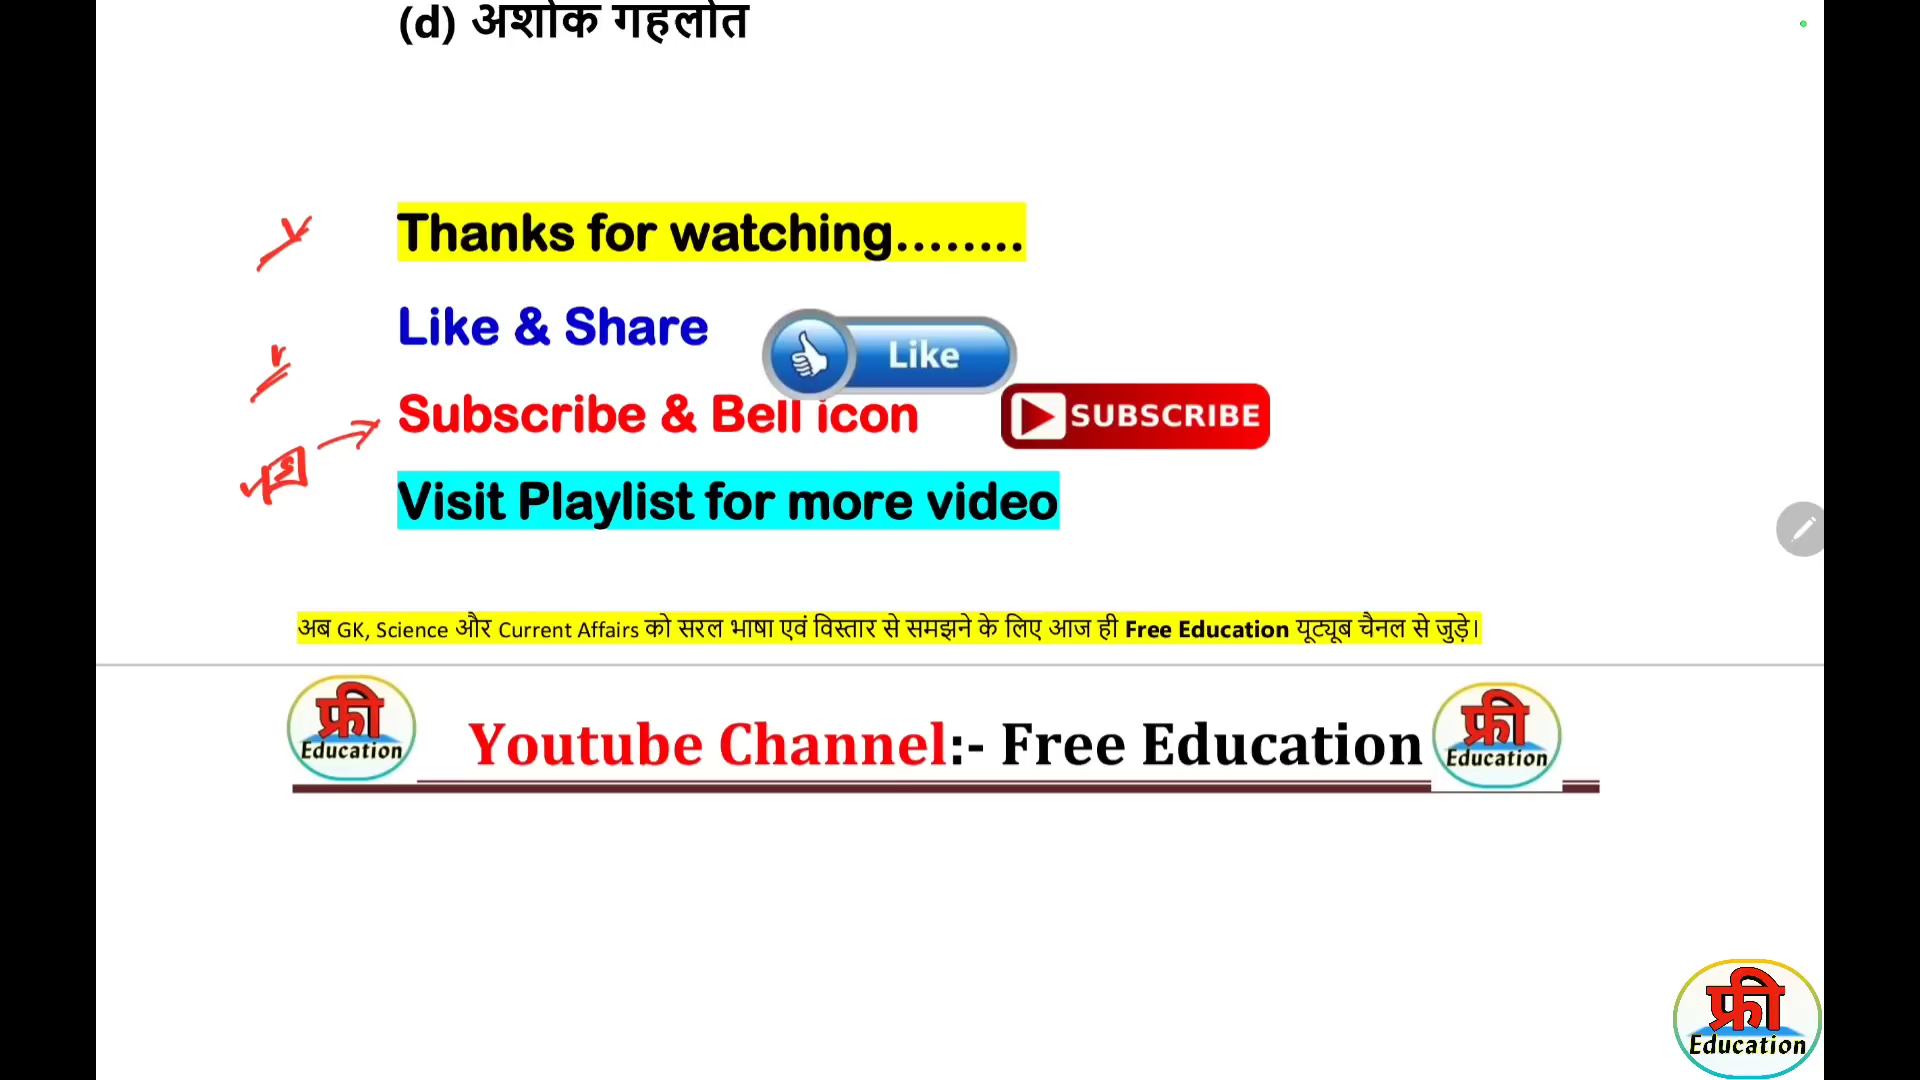 (d) अशोक गहलोत
Thanks for watching........
Like & Share
Like
Subscribe & Bell icon
SUBSCRIBE
Visit Playlist for more video
अब GK, Science और Current Affairs को सरल भाषा एवं विस्तार से समझने के लिए आज ही Free Education यूट्यूब चैनल से जुड़े।
फ्री
Education
Youtube Channel:- Free Education
फ्री
Education
फ्री
Education